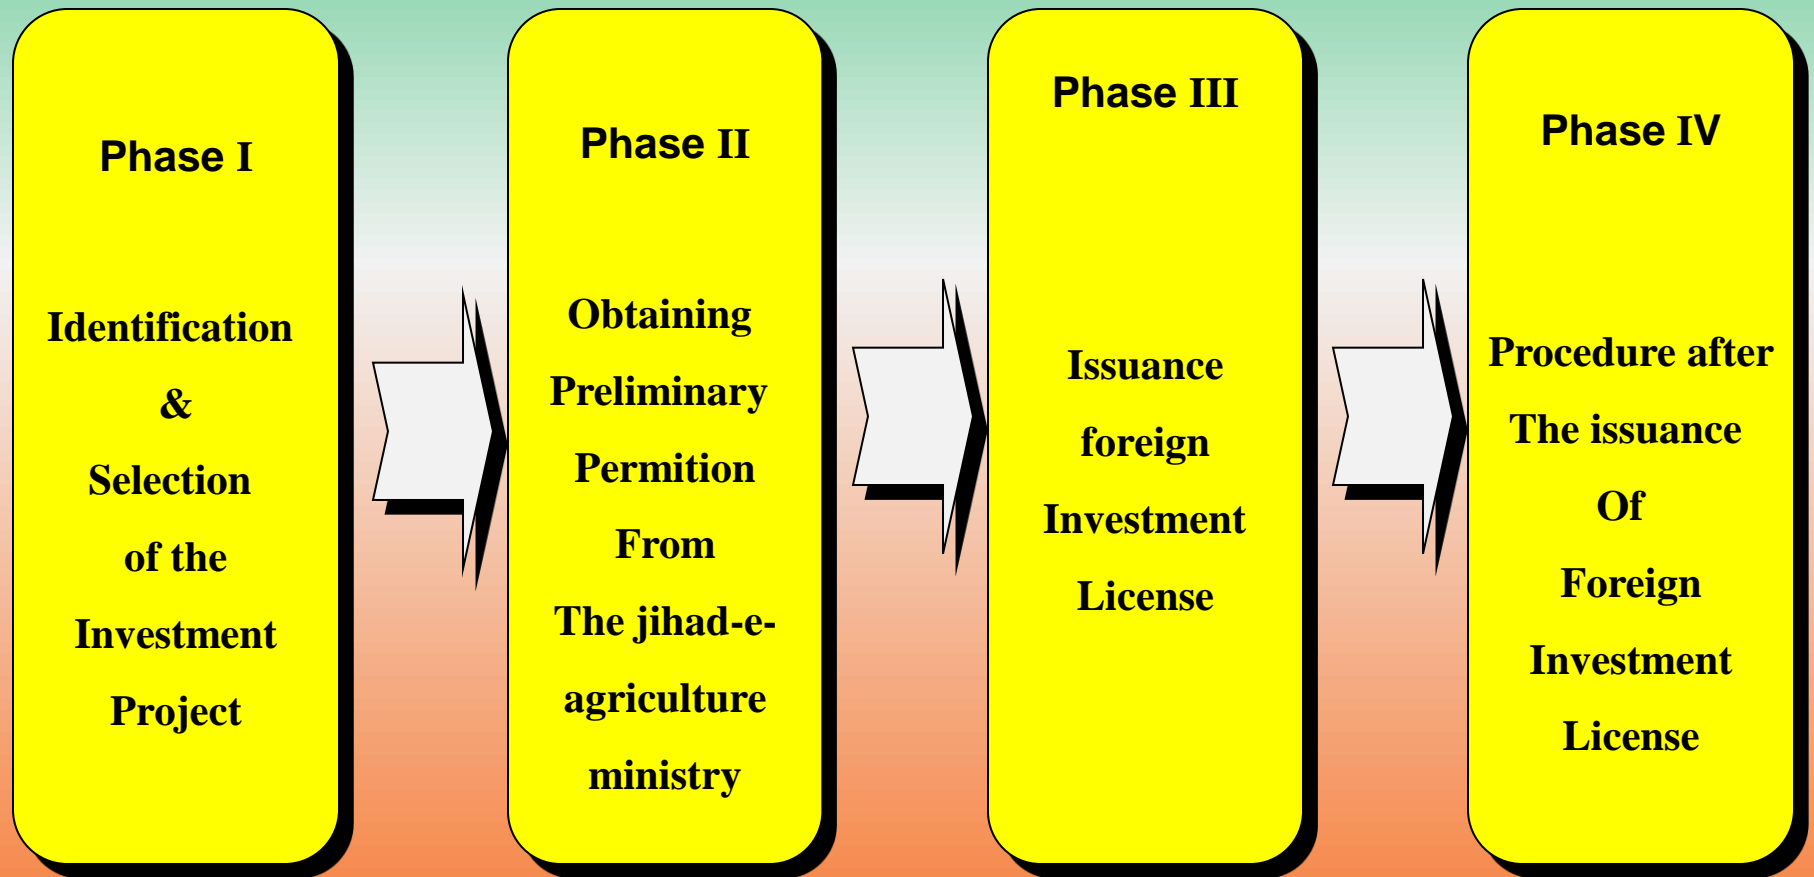 Phase I
Identification
&
Selection
of the
Investment
Project
Phase II
Obtaining
Preliminary
Permition
From
The jihad-e-
agriculture
ministry
Phase III
Issuance
foreign
Investment
License
Phase IV
Procedure after
The issuance
Of
Foreign
Investment
License